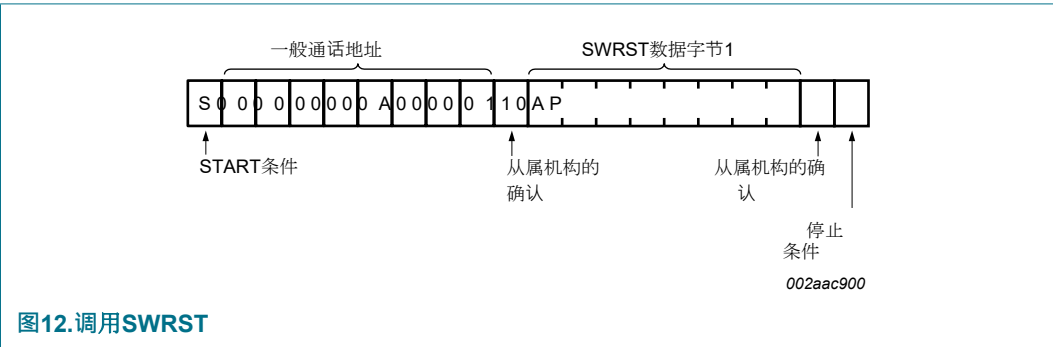 一般通话地址
SWRST数据字节1
S 0 0 0 0 0 0 0 0 0 A 0 0 0 0 0 1 1 0 A P
START条件
从属机构的
确认
从属机构的确
认
停止
条件
002aac900
图12.调用SWRST